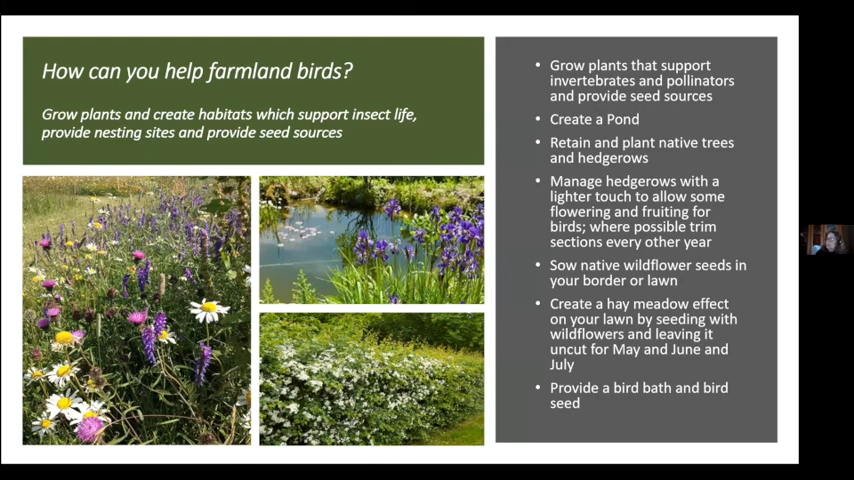 How can you help farmland birds?
Grow plants and create habitats which support insect life,
provide nesting sites and provide seed sources
• Grow plants that support
invertebrates and pollinators
and provide seed sources
• Create a Pond
• Retain and plant native trees
and hedgerows
• Manage hedgerows with a
lighter touch to allow some
flowering and fruiting for
birds; where possible trim
sections every other year
• Sow native wildflower seeds in
your border or lawn
• Create a hay meadow effect
on your lawn by seeding with
wildflowers and leaving it
uncut for May and June and
July
• Provide a bird bath and bird
seed